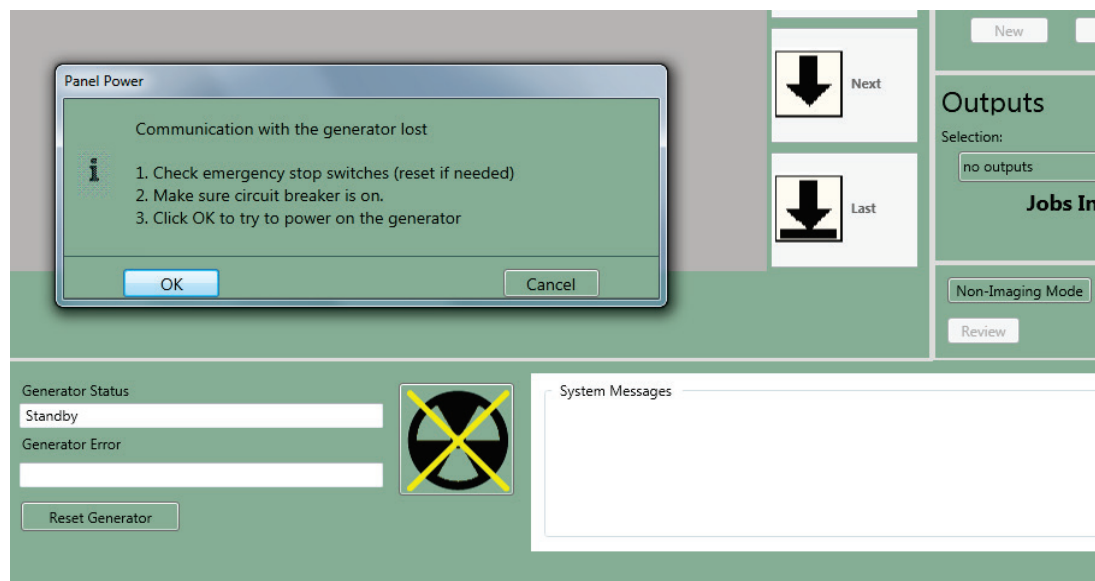 Panel Power
Communication with the generator lost
1. Check emergency stop switches (reset if needed)
2. Make sure circuit breaker is on.
3. Click OK to try to power on the generator
OK
Cancel
Next
Last
New
Outputs
Selection:
no outputs
Jobs In
Non-Imaging Mode
Review
Generator Status
Standby
Generator Error
Reset Generator
System Messages